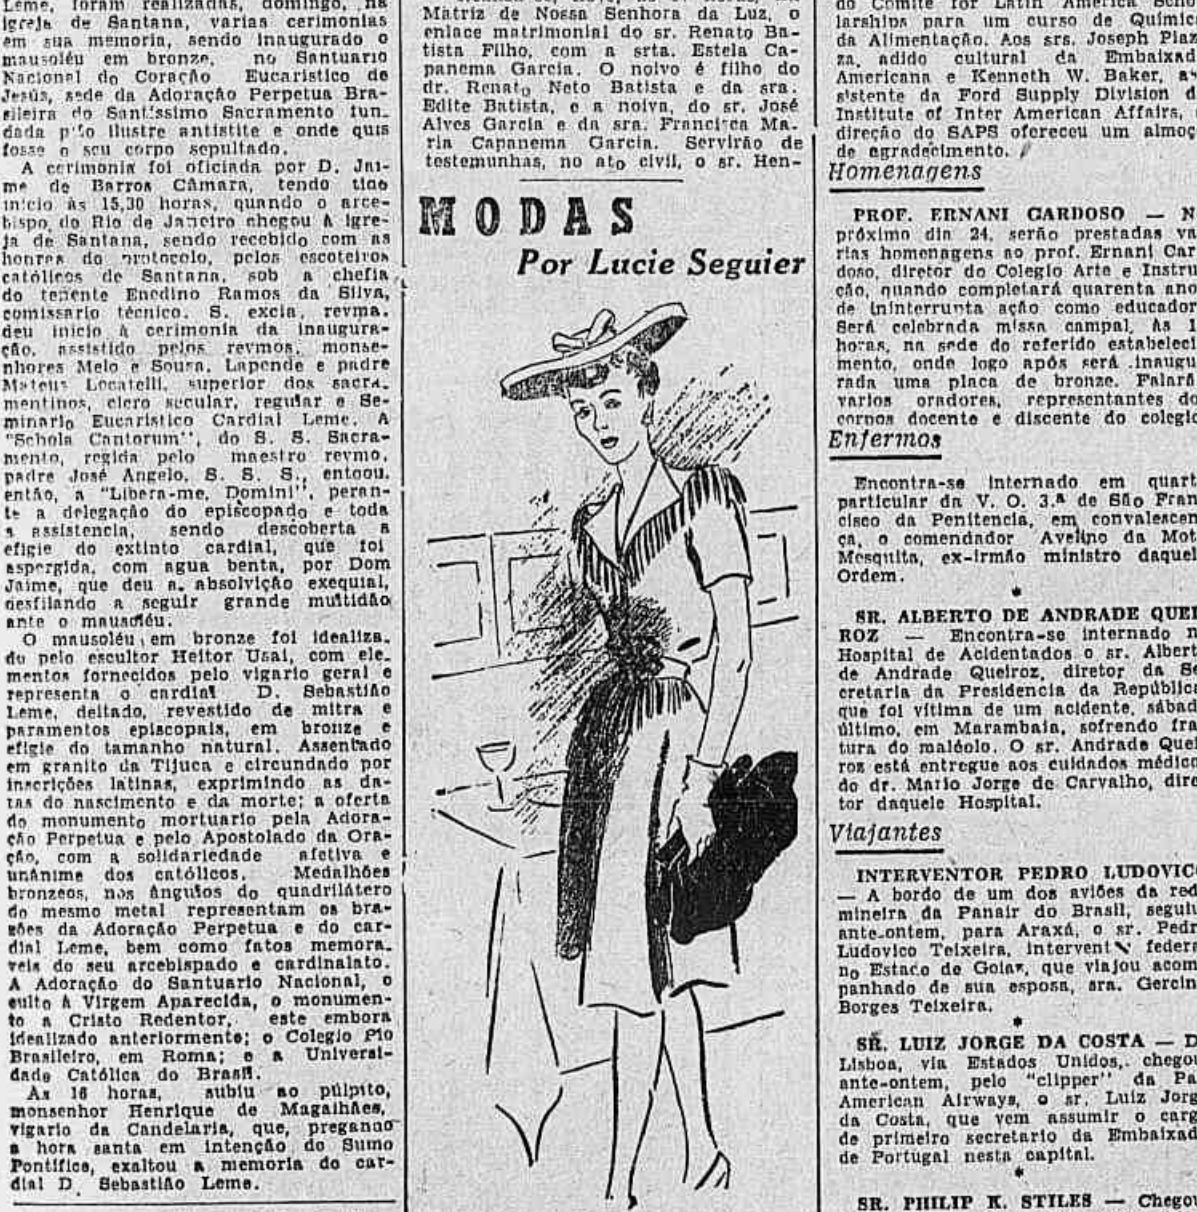 Leme, foram realizadas, domingo, na
igreja de Santana, varias cerimonias
em sua memoria, sendo inaugurado o
mausoléu em bronze, no Santuario
Nacional do Coração Eucaristico de
Jesús, sede da Adoração Perpetua Bra-
sileira do Santissimo Sacramento fun-
dada pelo ilustre antistite e onde quis
fosse o seu corpo sepultado.
A cerimonia foi oficiada por D. Jai-
me de Barros Câmara, tendo tido
inicio às 15,30 horas, quando o arce-
bispo do Rio de Janeiro chegou à igre-
ja de Santana, sendo recebido com as
honras do protocolo, pelos escoteiros
católicos de Santana, sob a chefia
do tenente Enedino Ramos da Silva,
comissario técnico. S. excia, revma.
deu inicio à cerimonia da inaugura-
ção, assistido pelos revmos. monse-
nhores Melo e Sousa, Lapende e padre
Mateus Locatelli, superior dos sacra-
mentinos, clero secular, regular e Se-
minario Eucaristico Cardial Leme. A
"Schola Cantorum", do S. S. Sacra-
mento, regida pelo maestro revmo.
padre José Angelo, S. S. S., entoou,
então, a "Libera-me, Domini", peran-
te a delegação do episcopado e toda
a assistencia, sendo descoberta a
efigie do extinto cardial, que foi
aspergida, com agua benta, por Dom
Jaime, que deu a absolvição exequial,
desfilando a seguir grande multidão
ante o mausoléu.
O mausoléu em bronze foi idealiza-
do pelo escultor Heitor Usai, com ele-
mentos fornecidos pelo vigario geral e
representa o cardial D. Sebastião
Leme, deitado, revestido de mitra e
paramentos episcopais, em bronze e
efigie do tamanho natural. Assentado
em granito da Tijuca e circundado por
inscrições latinas, exprimindo as da-
tas do nascimento e da morte; a oferta
do monumento mortuario pela Adora-
ção Perpetua e pelo Apostolado da Ora-
ção, com a solidariedade afetiva e
unânime dos católicos. Medalhões
bronzeos, nos ângulos do quadrilátero
do mesmo metal representam os bra-
sões da Adoração Perpetua e do car-
dial Leme, bem como fatos memora-
veis do seu arcebispado e cardinalato.
A Adoração do Santuario Nacional, o
culto à Virgem Aparecida, o monumen-
to a Cristo Redentor, este embora
idealizado anteriormente; o Colegio Pio
Brasileiro, em Roma; e a Universi-
dade Católica do Brasil.
Às 16 horas, subiu ao púlpito,
monsenhor Henrique de Magalhães,
vigario da Candelaria, que, pregando
a hora santa em intenção do Sumo
Pontifice, exaltou a memoria do car-
dial D. Sebastião Leme.
Matriz de Nossa Senhora da Luz, o
enlace matrimonial do sr. Renato Ba-
tista Filho, com a srta. Estela Ca-
panema Garcia. O noivo é filho do
dr. Renato Neto Batista e da sra.
Edite Batista, e a noiva, do sr. José
Alves Garcia e da sra. Francisca Ma-
ria Capanema Garcia. Servirão de
testemunhas, no ato civil, o sr. Hen-
MODAS
Por Lucie Seguier
do Comite for Latin America Scho-
larships para um curso de Quimic
da Alimentação. Aos srs. Joseph Piaz
za, adido cultural da Embaixad
Americana e Kenneth W. Baker, as
sistente da Ford Supply Division d
Institute of Inter American Affairs,
direção do SAPS ofereceu um almoç
de agradecimento.
Homenagens
PROF. ERNANI CARDOSO — N
próximo dia 24, serão prestadas va
rias homenagens ao prof. Ernani Car
doso, diretor do Colegio Arte e Instru
ção, quando completará quarenta ano
de ininterrupta ação como educador
Será celebrada missa campal, às 1
horas, na sede do referido estabeleci
mento, onde logo após será inaugu
rada uma placa de bronze. Falarã
varios oradores, representantes do
corpos docente e discente do colegio
Enfermos
Encontra-se internado em quart
particular da V. O. 3.ª de São Fran
cisco da Penitencia, em convalescen
ça, o comendador Avelino da Mot
Mesquita, ex-irmão ministro daquel
Ordem.
*
SR. ALBERTO DE ANDRADE QUEI
ROZ — Encontra-se internado n
Hospital de Acidentados o sr. Albert
de Andrade Queiroz, diretor da Se
cretaria da Presidencia da República
que foi vítima de um acidente, sábad
último, em Marambaia, sofrendo fra
tura do maléolo. O sr. Andrade Quei
roz está entregue aos cuidados médico
do dr. Mario Jorge de Carvalho, dire
tor daquele Hospital.
Viajantes
INTERVENTOR PEDRO LUDOVICO
— A bordo de um dos aviões da red
mineira da Panair do Brasil, seguiu
ante-ontem, para Araxá, o sr. Pedr
Ludovico Teixeira, intervent federa
no Estado de Goiaz, que viajou acom
panhado de sua esposa, sra. Gercin
Borges Teixeira.
*
SR. LUIZ JORGE DA COSTA — D
Lisboa, via Estados Unidos, chegou
ante-ontem, pelo "clipper" da Pa
American Airways, o sr. Luiz Jorg
da Costa, que vem assumir o carg
de primeiro secretario da Embaixad
de Portugal nesta capital.
*
SR. PHILIP K. STILES — Chegou